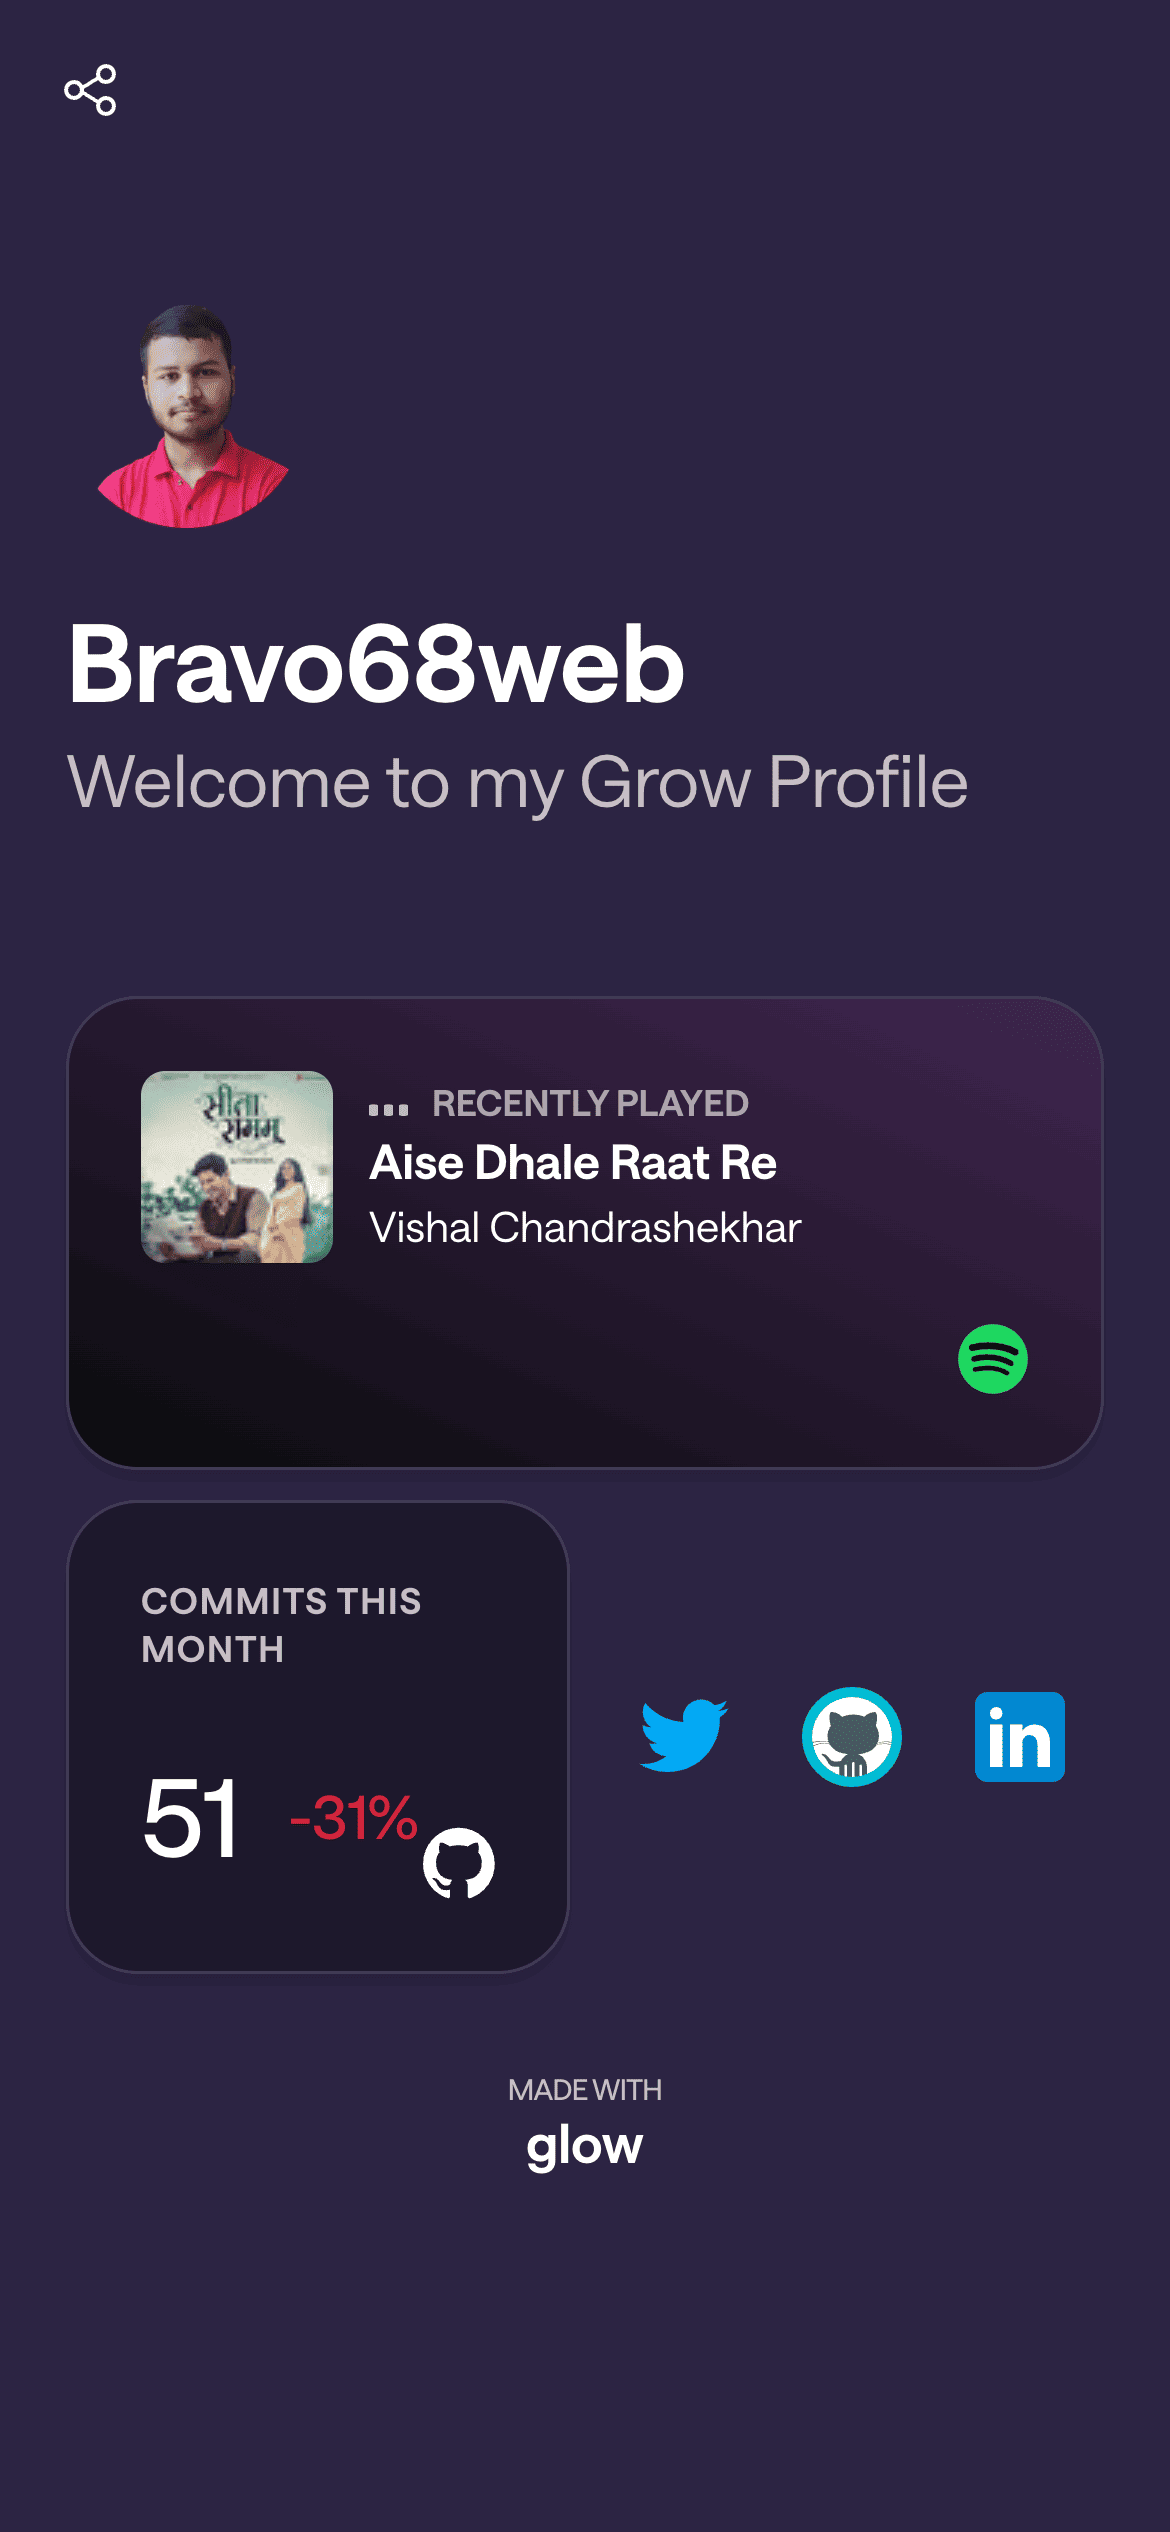 Bravo68web
Welcome to my Grow Profile
सीता
रामम्
RECENTLY PLAYED
Aise Dhale Raat Re
Vishal Chandrashekhar
COMMITS THIS
MONTH
51 -31%
in
MADE WITH
glow